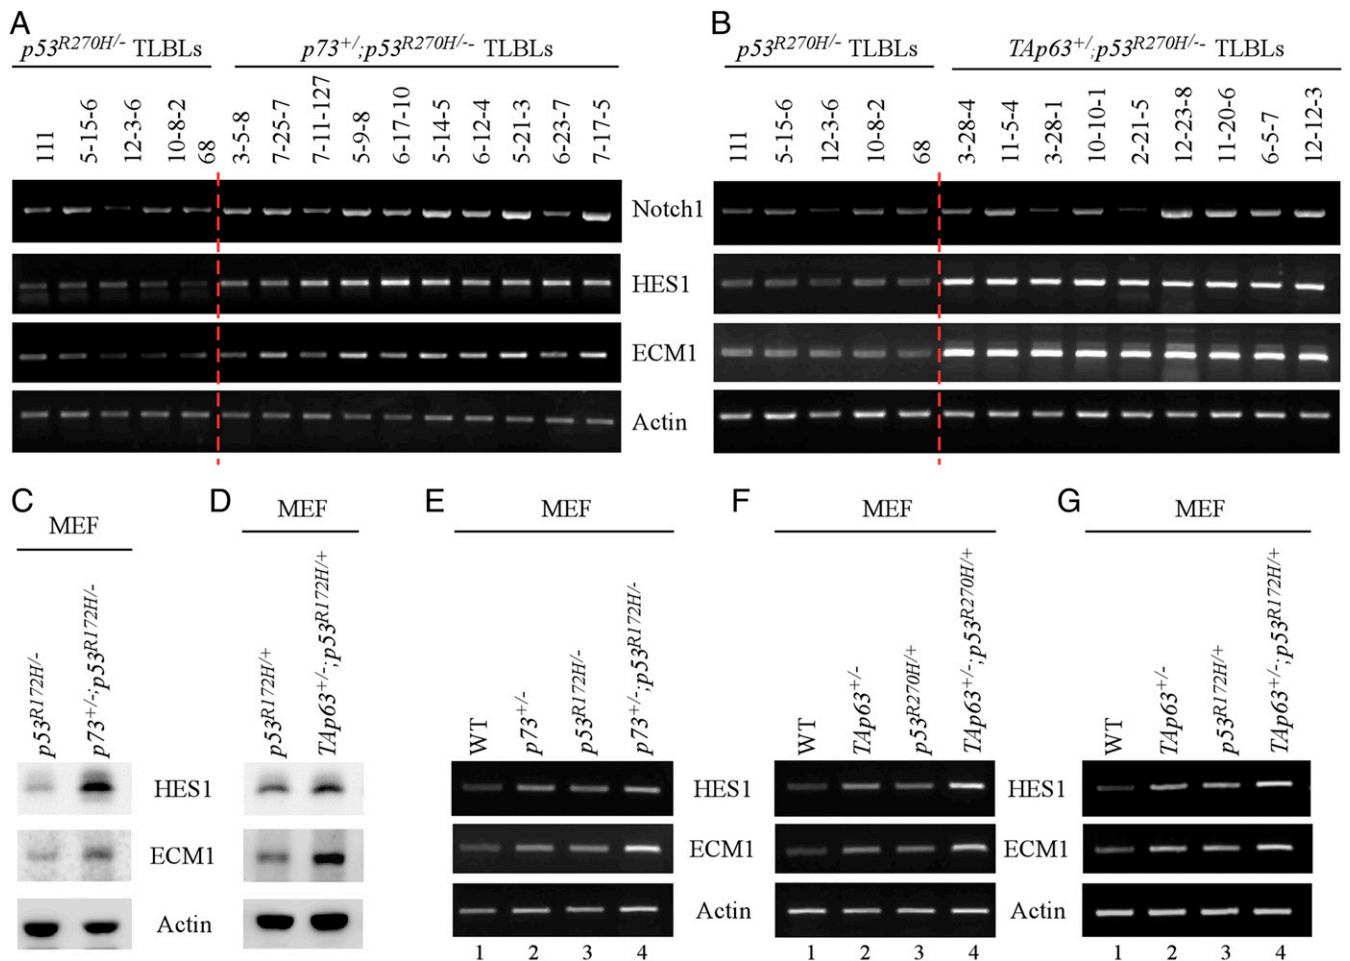 A
p53R270H/- TLBLs
p73+/;p53R270H/-- TLBLs
111
5-15-6
12-3-6
10-8-2
68
3-5-8
7-25-7
7-11-127
5-9-8
6-17-10
5-14-5
6-12-4
5-21-3
6-23-7
7-17-5
B
p53R270H/- TLBLs
TAp63+/;p53R270H/-- TLBLs
111
5-15-6
12-3-6
10-8-2
68
3-28-4
11-5-4
3-28-1
10-10-1
2-21-5
12-23-8
11-20-6
6-5-7
12-12-3
Notch1
HES1
ECM1
Actin
C
MEF
p53R172H/-
p73+/-;p53R172H/-
D
MEF
p53R172H/+
TAp63+/-;p53R172H/+
HES1
ECM1
Actin
E
MEF
WT
p73+/-
p53R172H/-
p73+/-;p53R172H/-
1 2 3 4
F
MEF
WT
TAp63+/-
p53R270H/+
TAp63+/-;p53R270H/+
HES1
ECM1
Actin
1 2 3 4
G
MEF
WT
TAp63+/-
p53R172H/+
TAp63+/-;p53R172H/+
HES1
ECM1
Actin
1 2 3 4